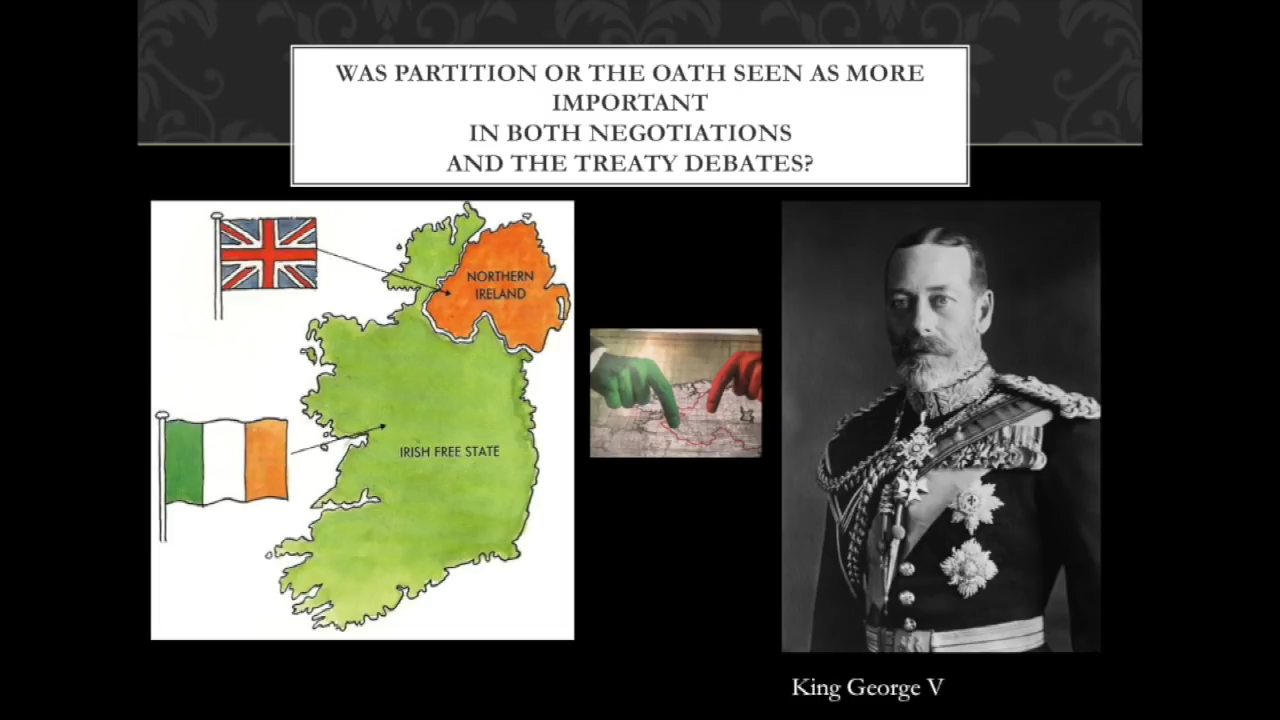 WAS PARTITION OR THE OATH SEEN AS MORE
IMPORTANT
IN BOTH NEGOTIATIONS
AND THE TREATY DEBATES?
NORTHERN
IRELAND
IRISH FREE STATE
King George V